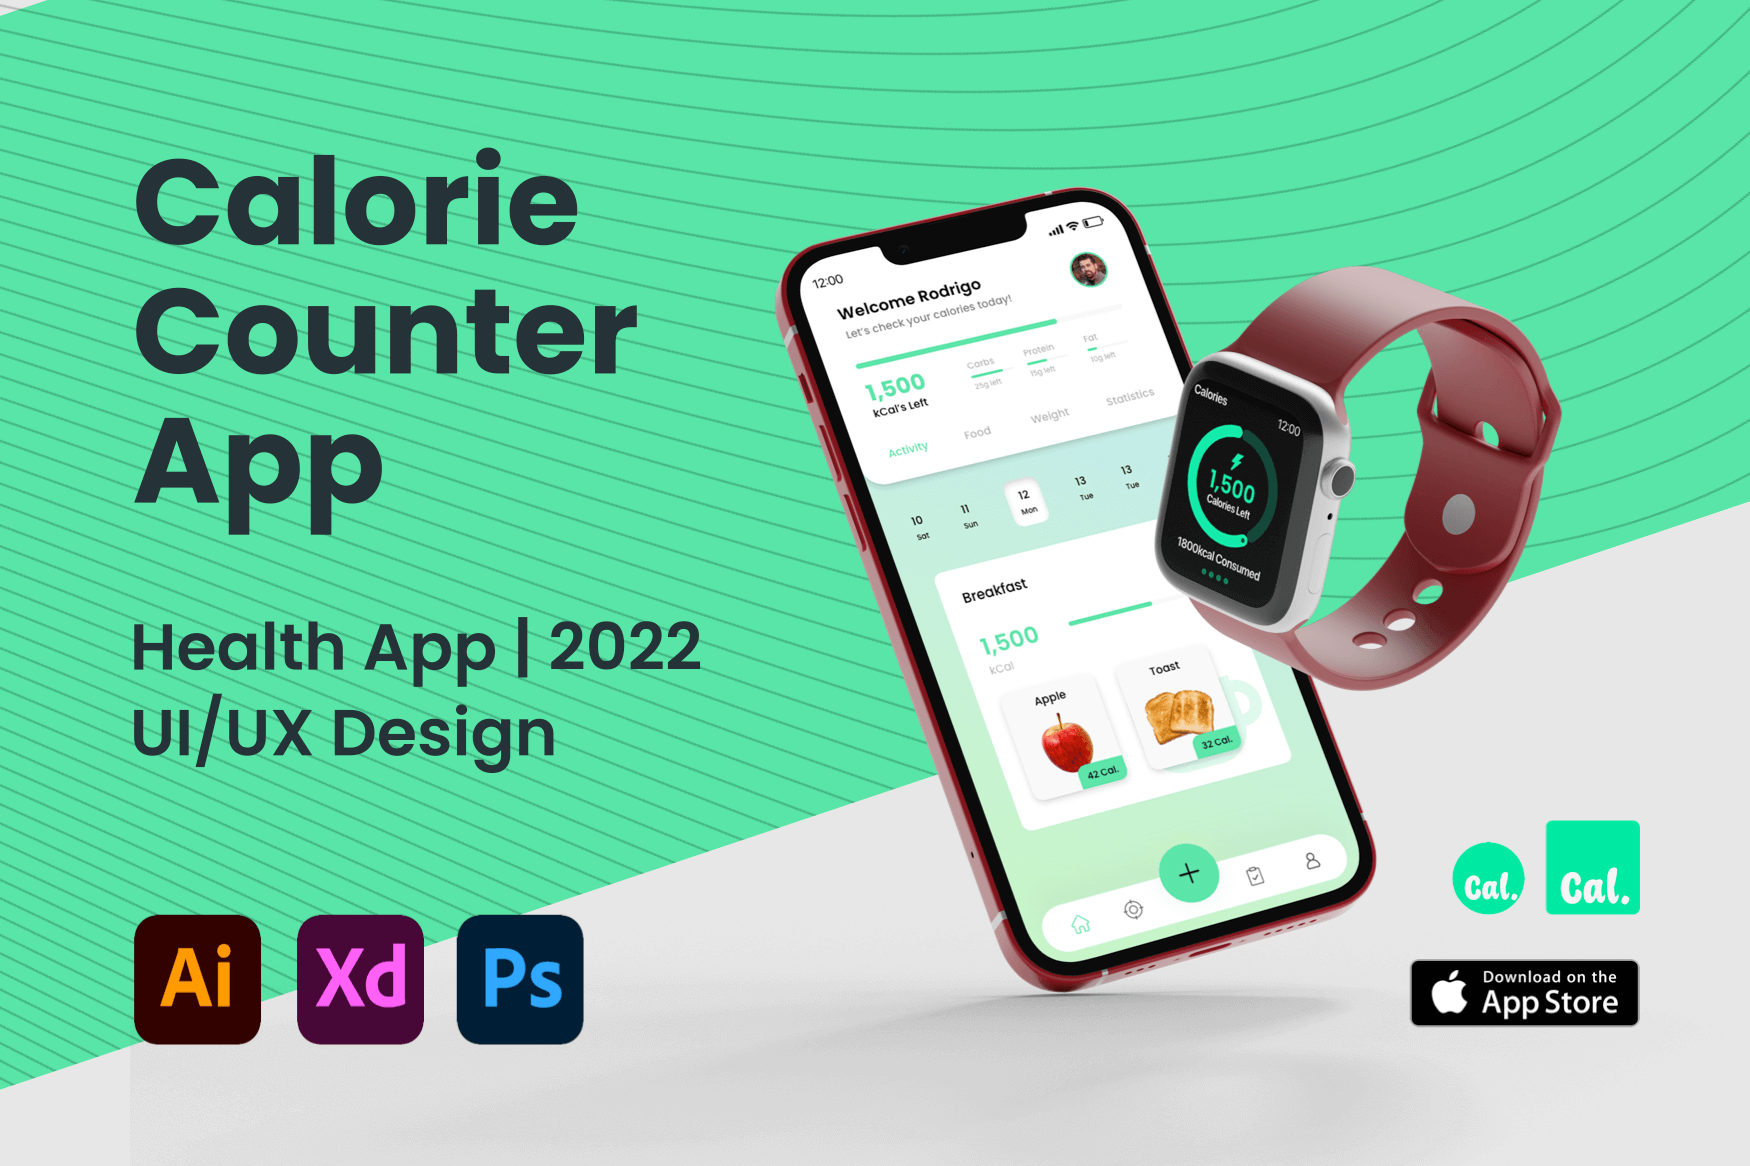 Calorie
Counter
App
Health App | 2022
UI/UX Design
Ai
Xd
Ps
12:00
Welcome Rodrigo
Let's check your calories today!
1,500
kCal's Left
Carbs
25g left
Protein
15g left
Fat
10g left
Activity
Food
Weight
Statistics
10
Sat
11
Sun
12
Mon
13
Tue
13
Tue
Breakfast
1,500
kCal
Apple
42 Cal.
Toast
32 Cal.
Calories
12:00
1,500
Calories Left
1800kcal Consumed
Cal.
Cal.
Download on the
App Store